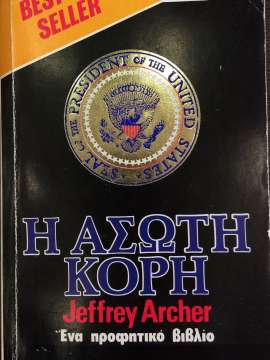 BEST
SELLER
SEAL OF THE PRESIDENT OF THE UNITED STATES
Η ΑΣΩΤΗ
ΚΟΡΗ
Jeffrey Archer
Ένα προφητικό βιβλίο